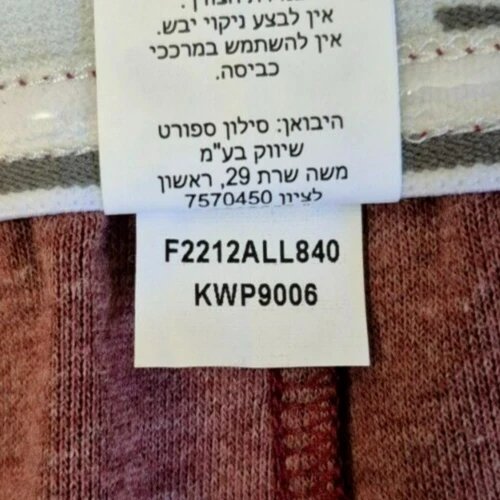 אין לבצע ניקוי יבש.
אין להשתמש במרככי
כביסה.
היבואן: סילון ספורט
שיווק בע"מ
משה שרת 29, ראשון
לציון 7570450
F2212ALL840
KWP9006